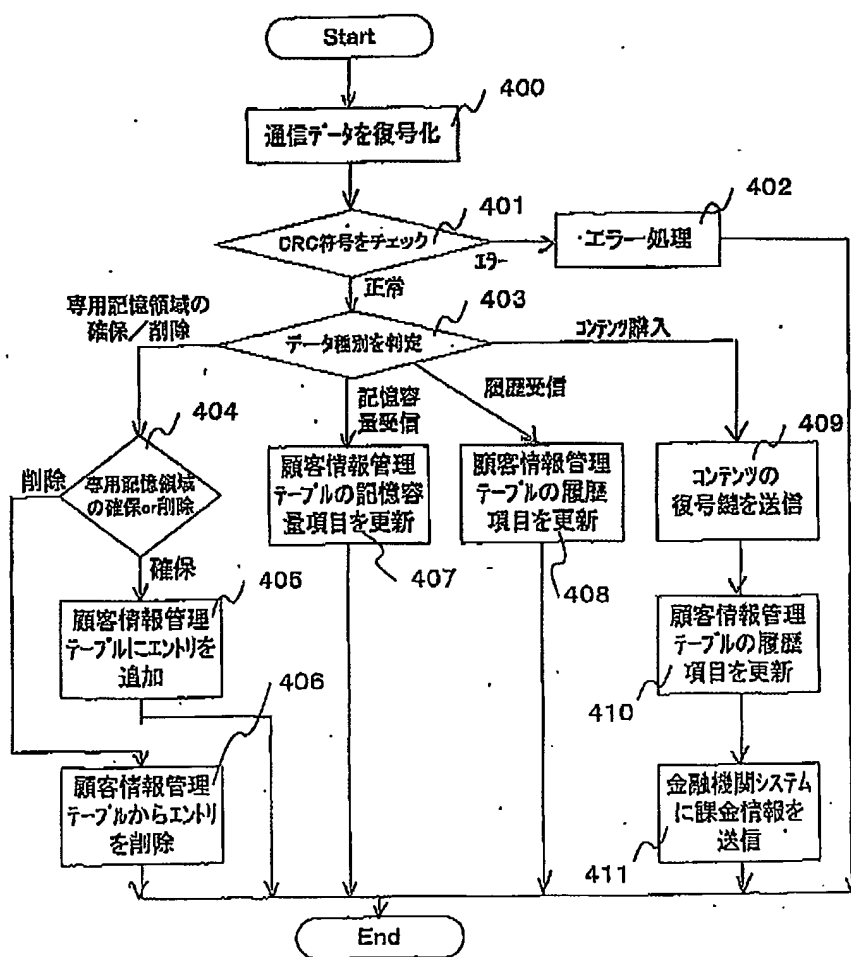 Start
400
通信データを復号化
401
402
CRC符号をチェック
エラー
エラー処理
正常
403
専用記憶領域の
確保/削除
データ種別を判定
コンテンツ購入
履歴受信
記憶容
量受信
404
409
削除
専用記憶領域
の確保or削除
顧客情報管理
テーブルの記憶容
量項目を更新
顧客情報管理
テーブルの履歴
項目を更新
コンテンツの
復号鍵を送信
407
408
確保
405
顧客情報管理
テーブルにエントリを
追加
顧客情報管理
テーブルの履歴
項目を更新
410
406
顧客情報管理
テーブルからエントリ
を削除
金融機関システム
に課金情報を
送信
411
End